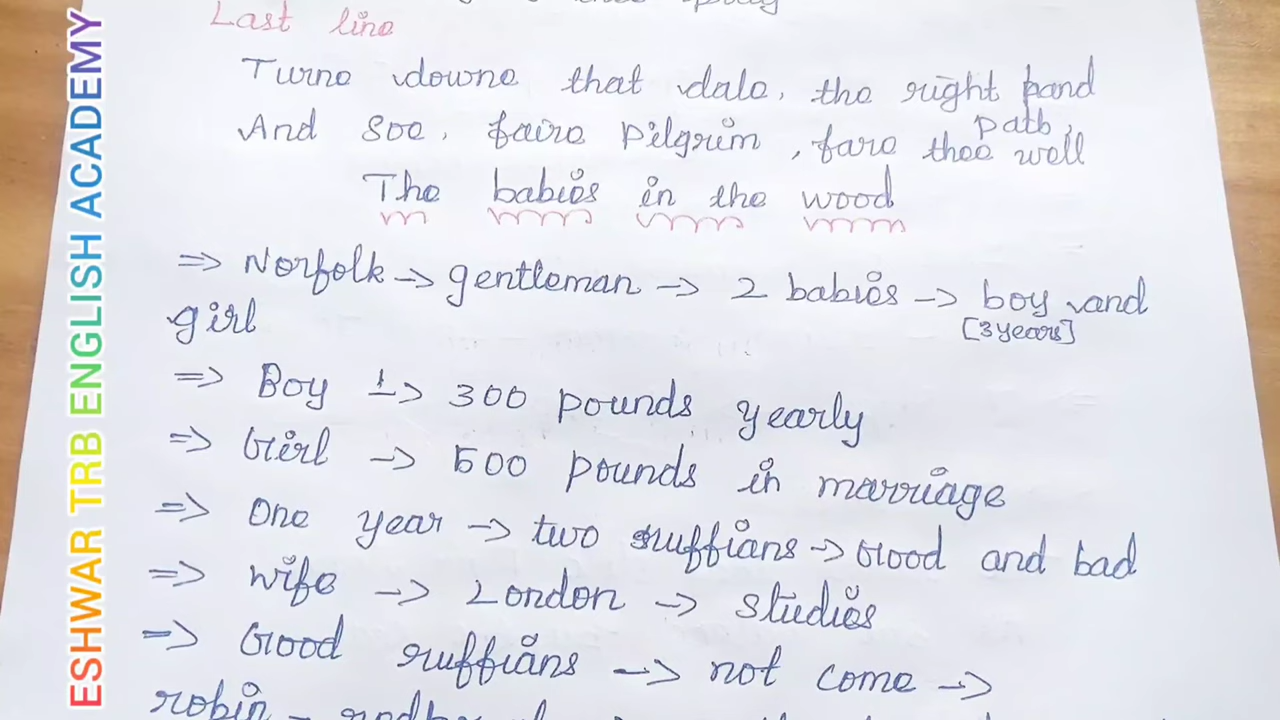 Last line
Turne downe that dale, the right hand
path,
And soe, faire Pilgrim, fare thee well
The babies in the wood
⇒ Norfolk → gentleman → 2 babies → boy and
[3 years]
girl
⇒ Boy → 300 pounds yearly
⇒ Girl → 500 pounds in marriage
⇒ One year → two ruffians → Good and bad
⇒ Wife → London → studies
⇒ Good ruffians → not come →
robin -
ESHWAR TRB ENGLISH ACADEMY